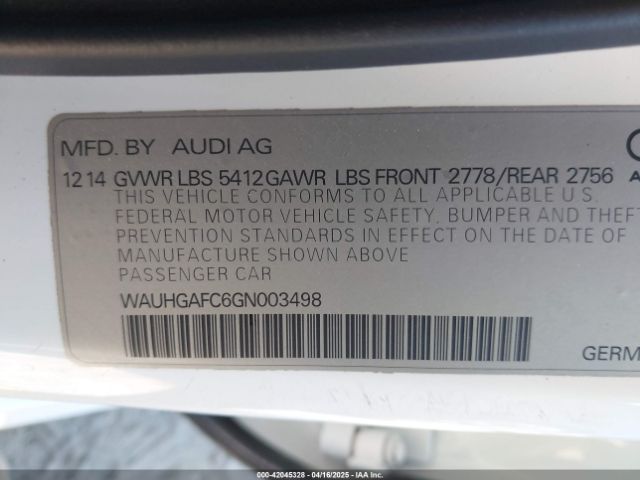 MFD. BY AUDI AG
12 14 GVWR LBS 5412 GAWR LBS FRONT 2778/REAR 2756
THIS VEHICLE CONFORMS TO ALL APPLICABLE U.S.
FEDERAL MOTOR VEHICLE SAFETY, BUMPER AND THEFT
PREVENTION STANDARDS IN EFFECT ON THE DATE OF
MANUFACTURE SHOWN ABOVE
PASSENGER CAR
WAUHGAFC6GN003498
GERM
000-42045328 - 04/16/2025 - IAA Inc.